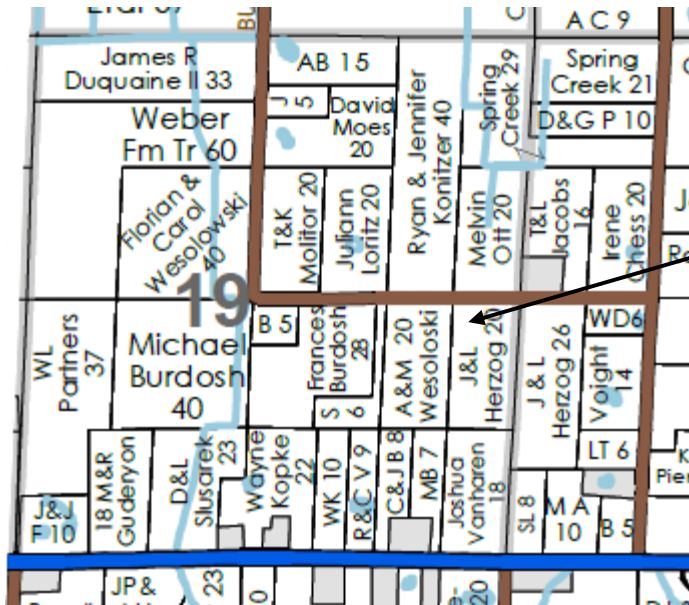 A C 9
James R
Duquaine II 33
AB 15
Spring
Creek 21
Spring
Creek 29
J
5
David
Moes
20
Ryan & Jennifer
Konitzer 40
D&G P 10
Weber
Fm Tr 60
Florian &
Carol
Wesolowski
40
T&K
Molitor 20
Juliann
Loritz 20
Melvin
Ott 20
T&L
Jacobs
16
Irene
Chess 20
19
WL
Partners
37
Michael
Burdosh
40
B 5
Frances
Burdosh
28
S
6
A&M 20
Wesoloski
J&L
Herzog 20
J & L
Herzog 26
WD6
Voight
14
LT 6
J&J
F 10
18 M&R
Guderyon
D&L
Slusarek
23
Wayne
Kopke
22
WK 10
R&C V 9
C&J B 8
MB 7
Joshua
Vanharen
18
SL 8
M A
10
B 5
K
Pier
JP &
23
20